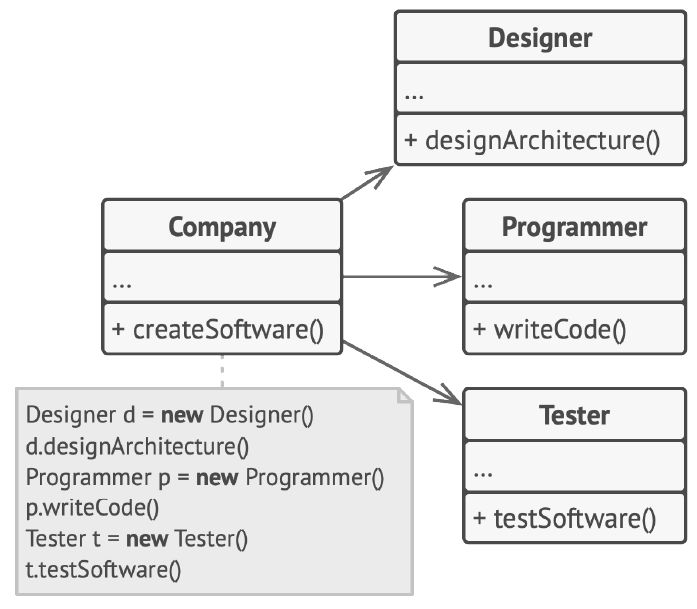 Designer
...
+ designArchitecture()
Company
...
+ createSoftware()
Programmer
...
+ writeCode()
Tester
...
+ testSoftware()
Designer d = new Designer()
d.designArchitecture()
Programmer p = new Programmer()
p.writeCode()
Tester t = new Tester()
t.testSoftware()